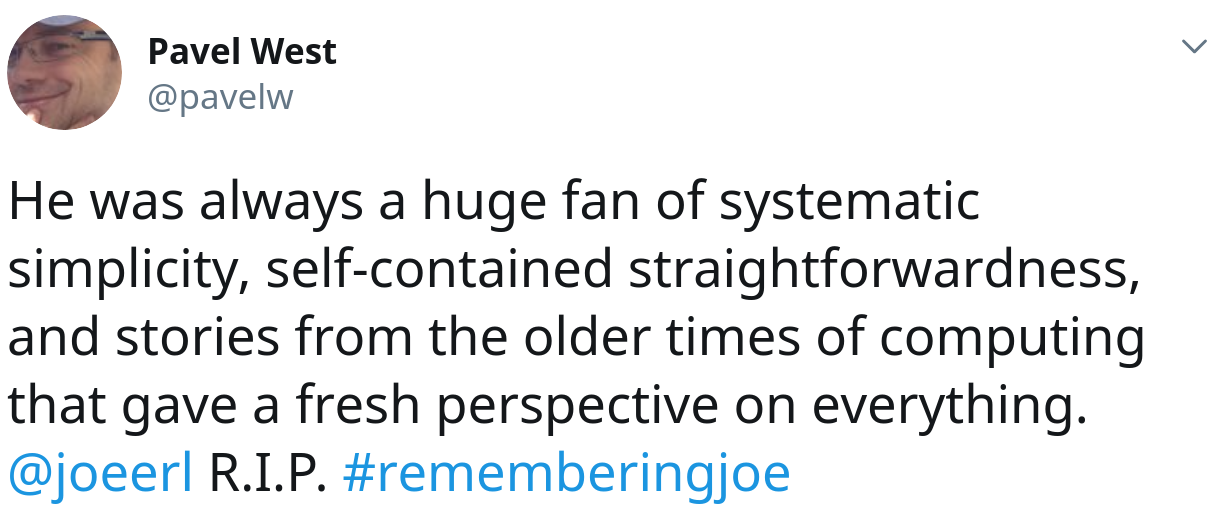 Pavel West
@pavelw
He was always a huge fan of systematic
simplicity, self-contained straightforwardness,
and stories from the older times of computing
that gave a fresh perspective on everything.
@joeerl R.I.P. #rememberingjoe